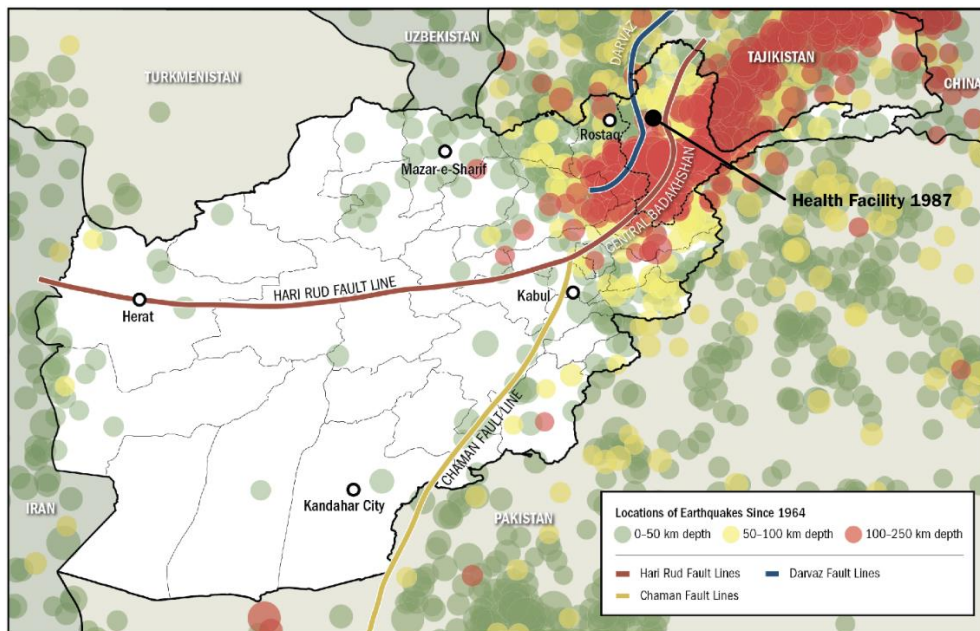 UZBEKISTAN
DARVAZ
TAJIKISTAN
TURKMENISTAN
CHINA
Rostaq
Mazar-e-Sharif
Health Facility 1987
CENTRAL BADAKHSHAN
HARI RUD FAULT LINE
Kabul
Herat
CHAMAN FAULT LINE
Kandahar City
IRAN
PAKISTAN
Locations of Earthquakes Since 1964
0–50 km depth 50–100 km depth 100–250 km depth
Hari Rud Fault Lines Darvaz Fault Lines
Chaman Fault Lines